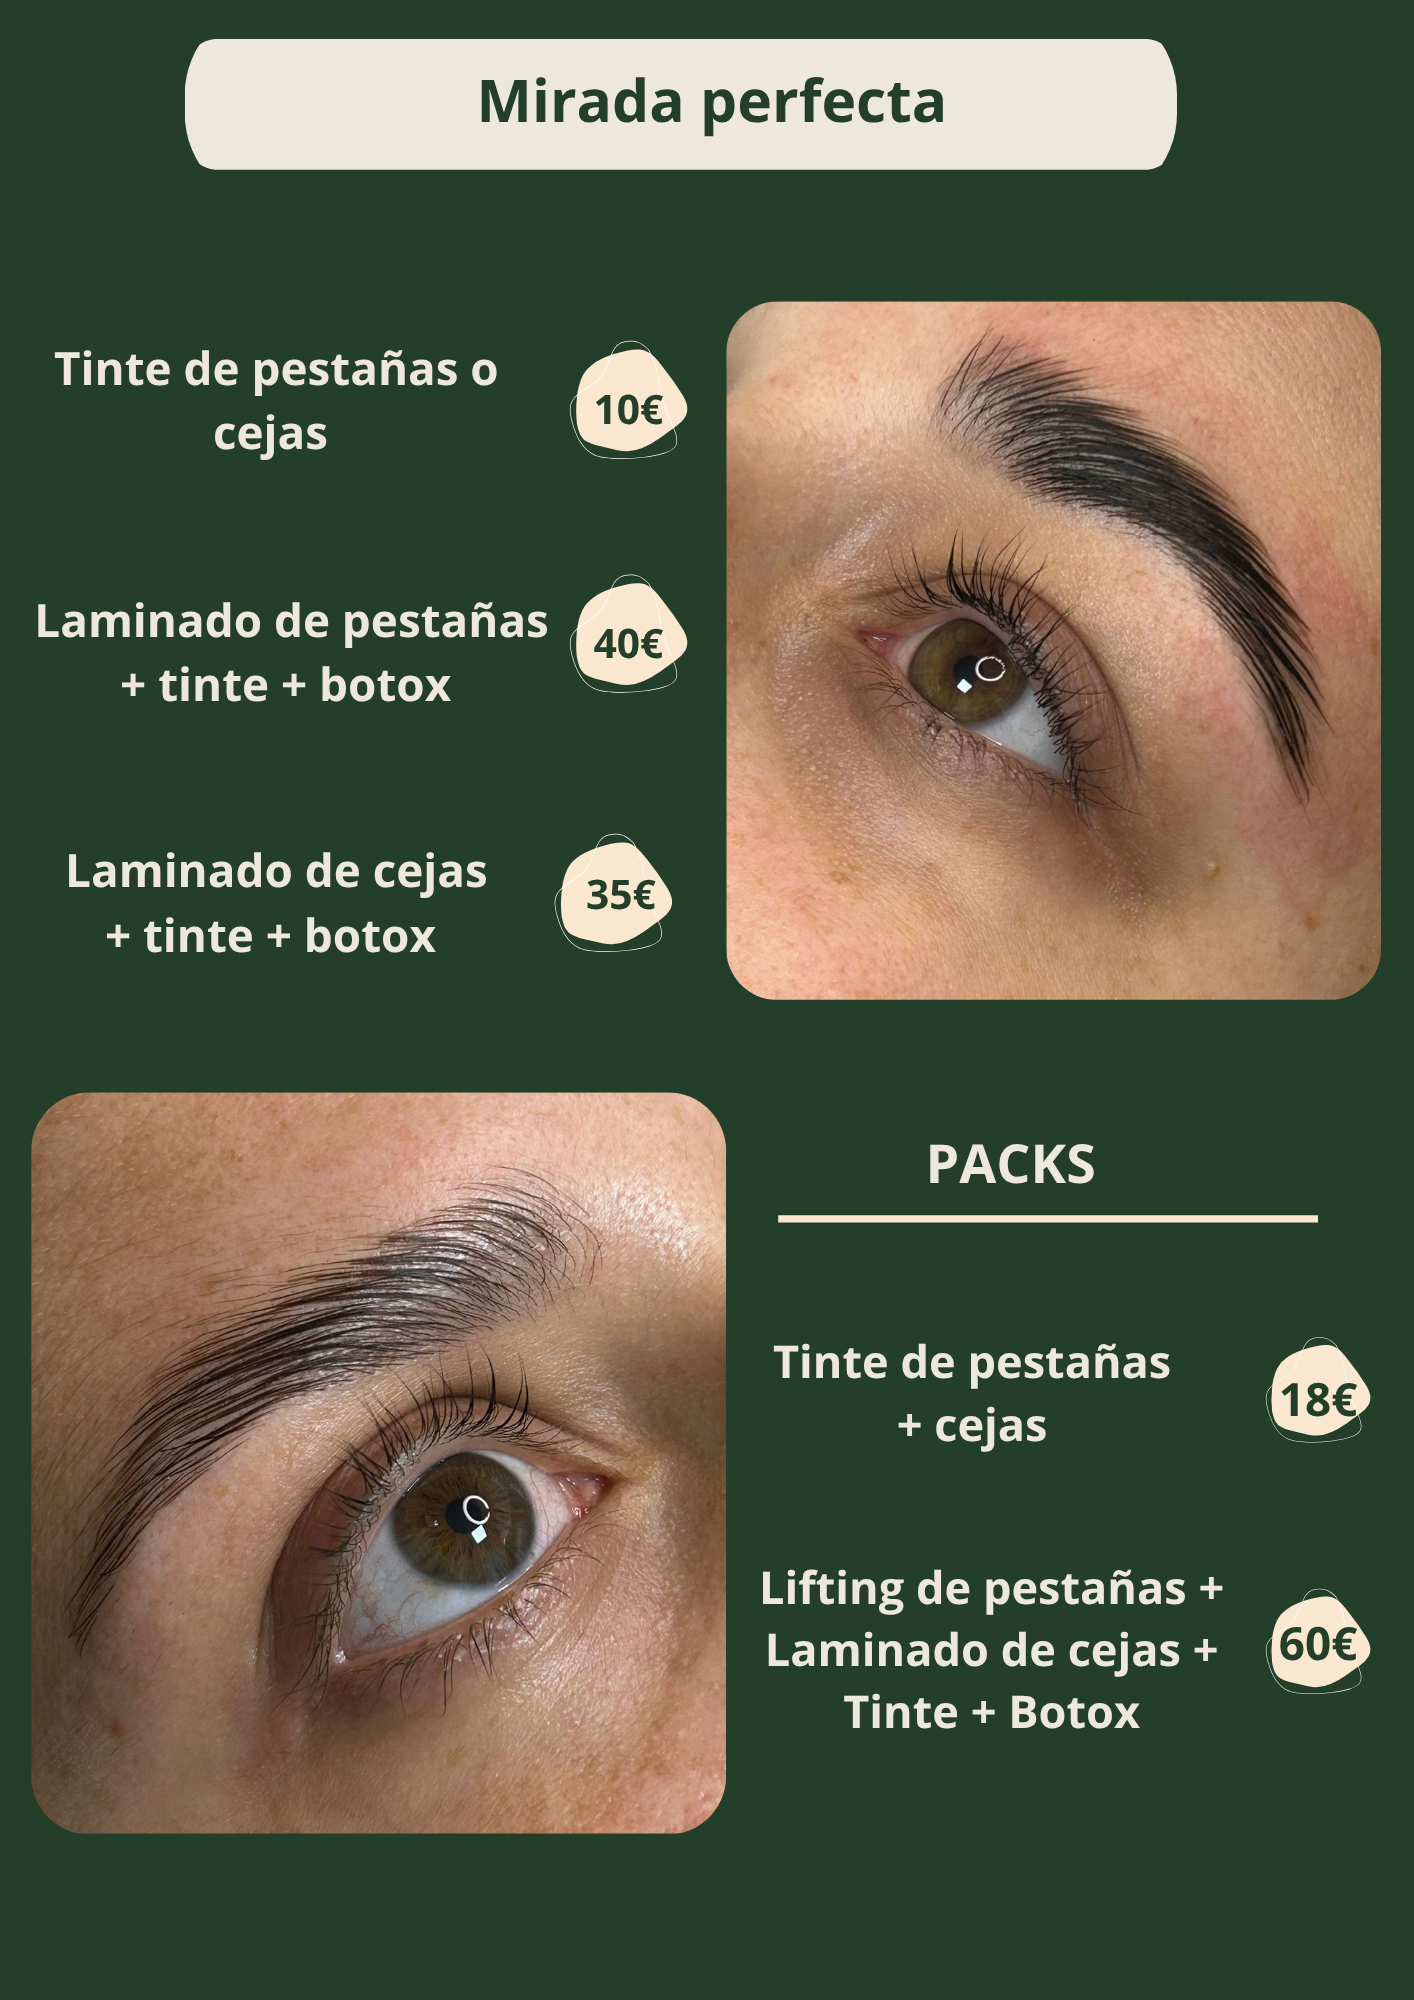 Mirada perfecta
Tinte de pestañas o
cejas
10€
Laminado de pestañas
+ tinte + botox
40€
Laminado de cejas
+ tinte + botox
35€
PACKS
Tinte de pestañas
+ cejas
18€
Lifting de pestañas +
Laminado de cejas +
Tinte + Botox
60€